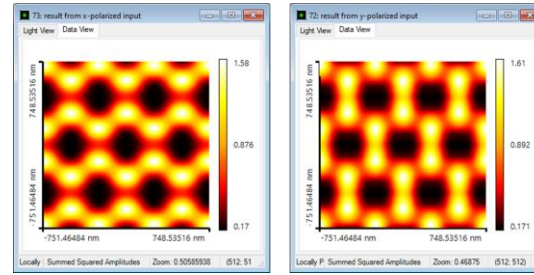 73: result from x-polarized input
Light View Data View
748.53516 nm
-751.46484 nm
-751.46484 nm 748.53516 nm
1.58
0.876
0.17
Locally Summed Squared Amplitudes Zoom: 0.50585938 (512; 51
72: result from y-polarized input
Light View Data View
748.53516 nm
-751.46484 nm
-751.46484 nm 748.53516 nm
1.61
0.892
0.171
Locally P Summed Squared Amplitudes Zoom: 0.46875 (512; 512)